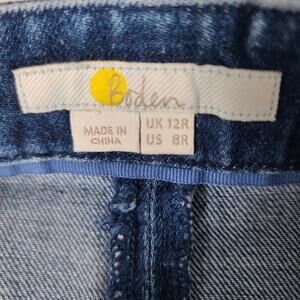 Boden
MADE IN
CHINA
UK 12R
US 8R